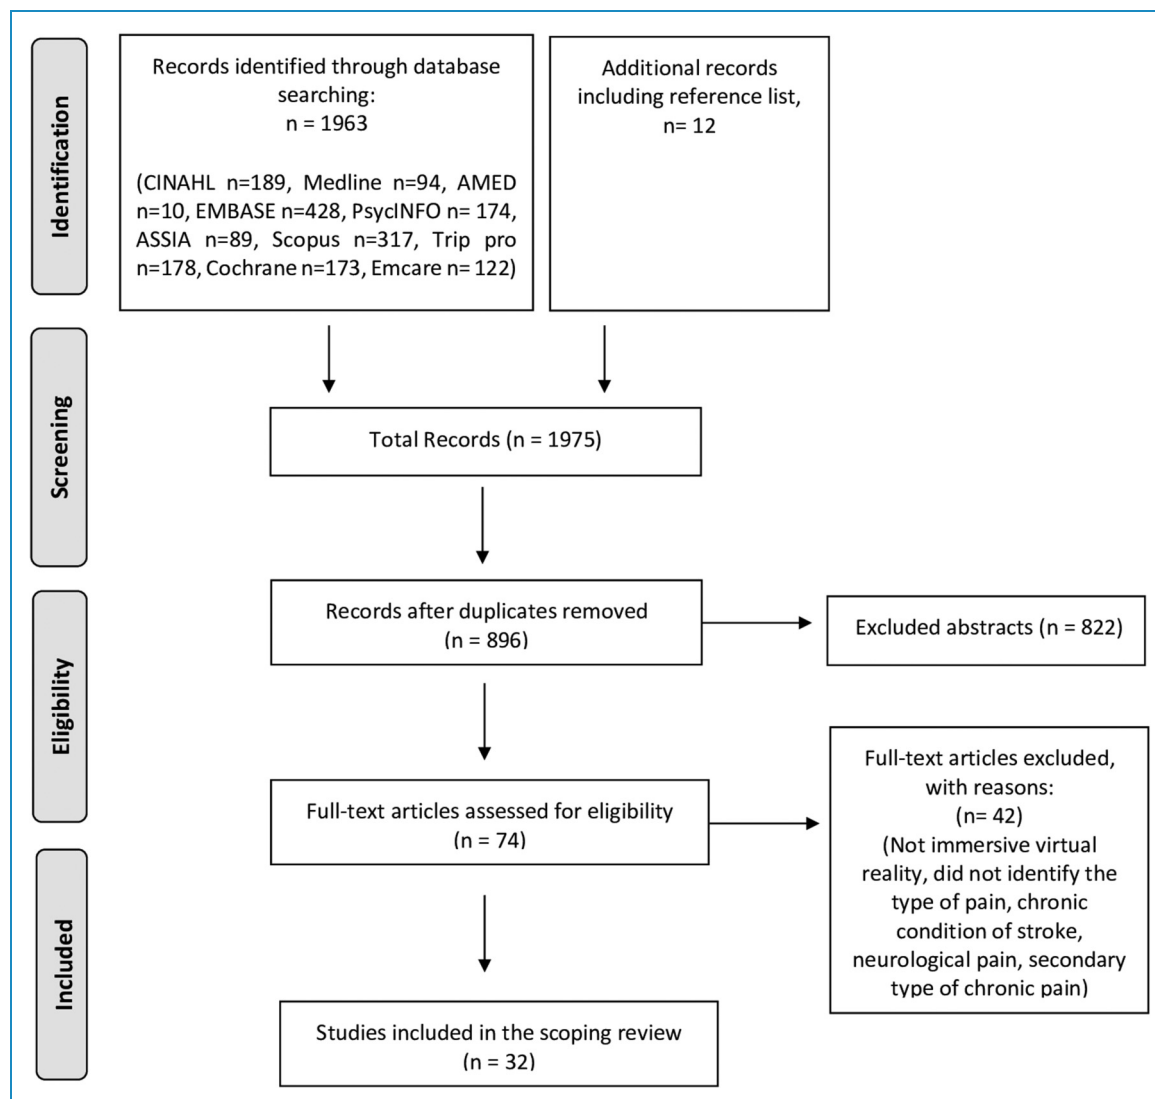 Identification
Records identified through database
searching:
n = 1963
(CINAHL n=189, Medline n=94, AMED
n=10, EMBASE n=428, PsycINFO n= 174,
ASSIA n=89, Scopus n=317, Trip pro
n=178, Cochrane n=173, Emcare n= 122)
Additional records
including reference list,
n= 12
Screening
Total Records (n = 1975)
Eligibility
Records after duplicates removed
(n = 896)
Excluded abstracts (n = 822)
Full-text articles assessed for eligibility
(n = 74)
Full-text articles excluded,
with reasons:
(n= 42)
(Not immersive virtual
reality, did not identify the
type of pain, chronic
condition of stroke,
neurological pain, secondary
type of chronic pain)
Included
Studies included in the scoping review
(n = 32)